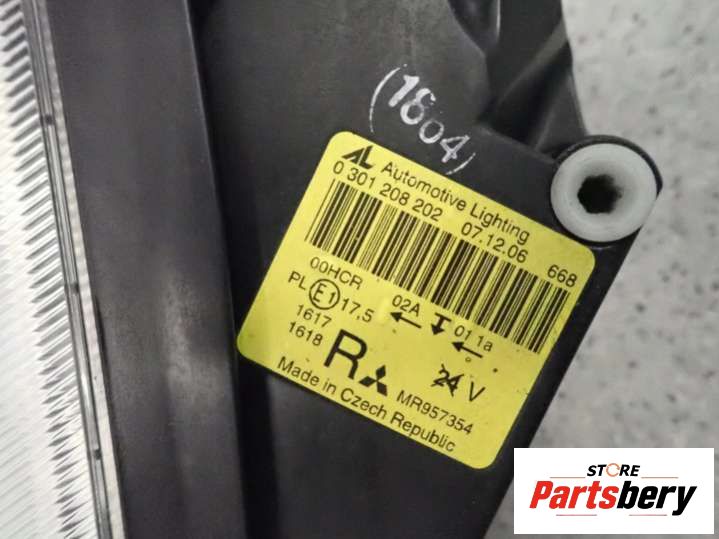 (1804)
AL Automotive Lighting
0 301 208 202 07.12.06 668
00HCR 02A 01 1a
PL E1 17,5
1617
1618
R 24 V
MR957354
Made in Czech Republic
STORE
Partsbery